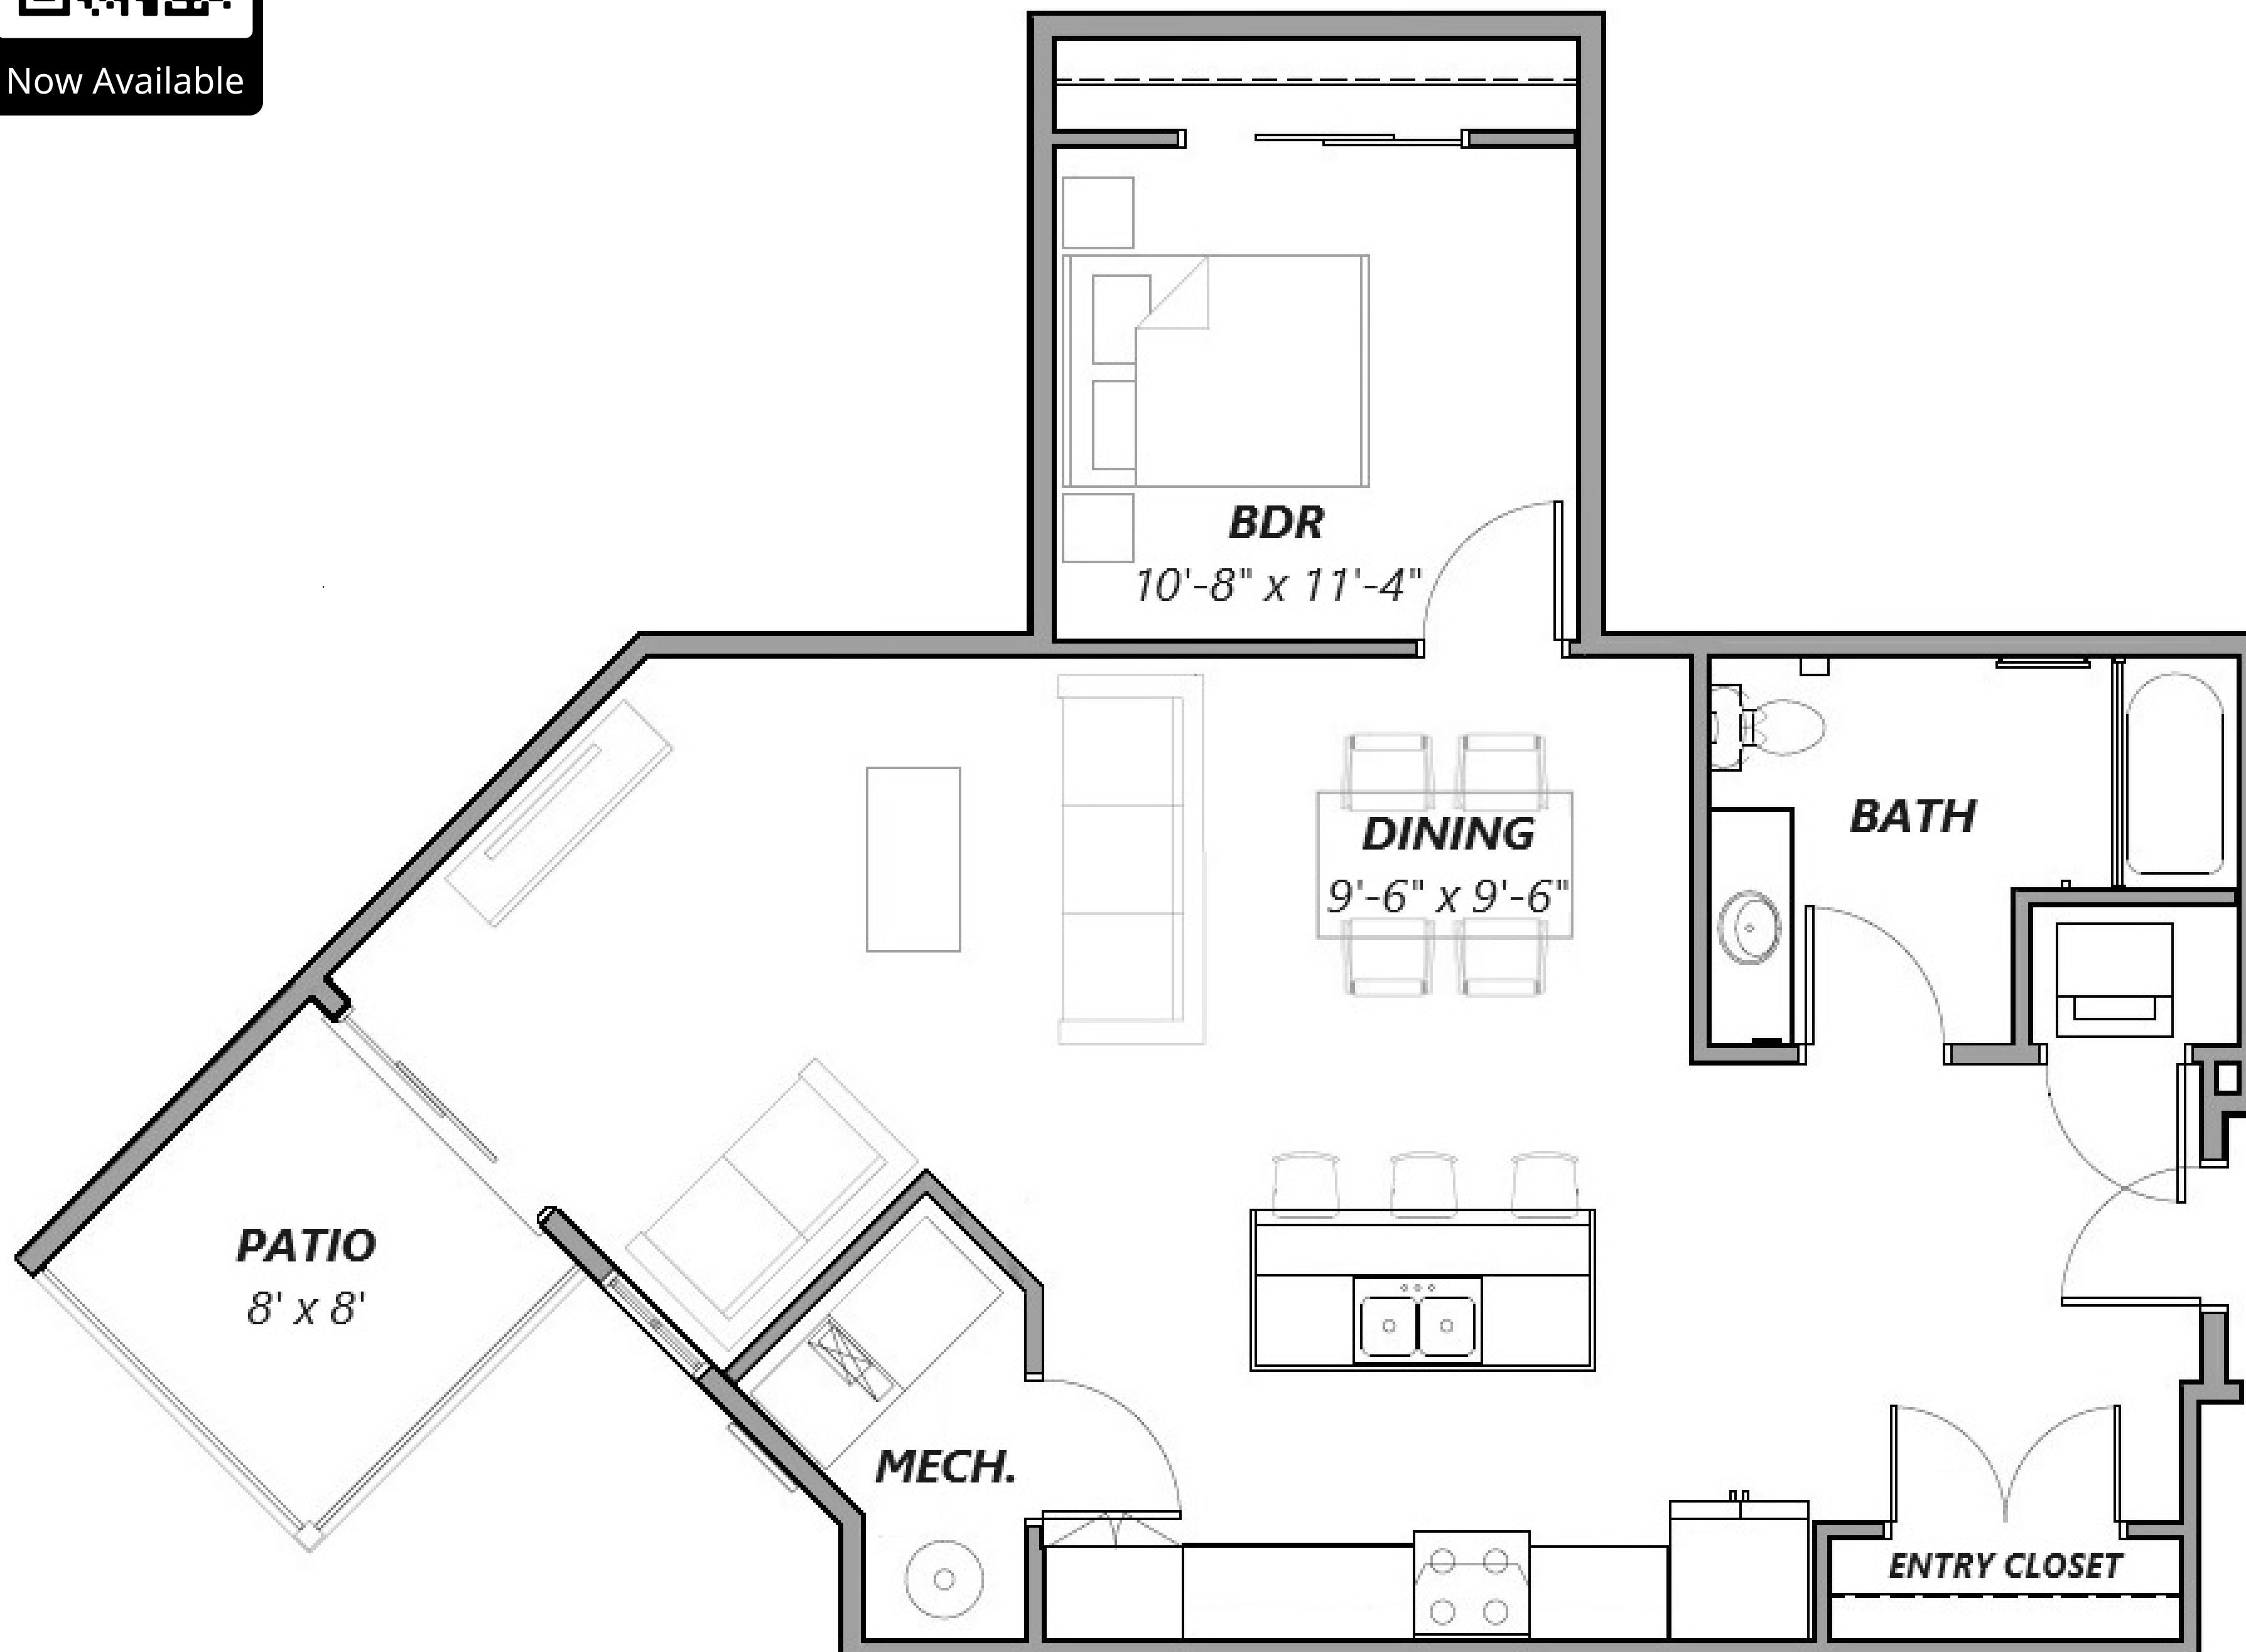 Now Available
BDR
10'-8" x 11'-4"
DINING
9'-6" x 9'-6"
BATH
PATIO
8' x 8'
MECH.
ENTRY CLOSET